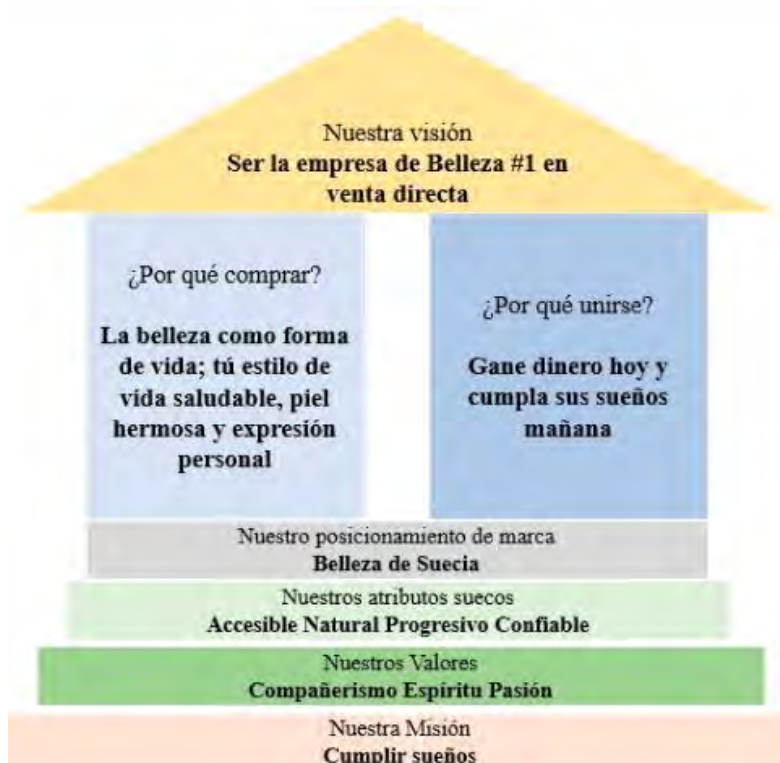 Nuestra visión
Ser la empresa de Belleza #1 en
venta directa
¿Por qué comprar?
La belleza como forma
de vida; tú estilo de
vida saludable, piel
hermosa y expresión
personal
¿Por qué unirse?
Gane dinero hoy y
cumpla sus sueños
mañana
Nuestro posicionamiento de marca
Belleza de Suecia
Nuestros atributos suecos
Accesible Natural Progresivo Confiable
Nuestros Valores
Compañerismo Espíritu Pasión
Nuestra Misión
Cumplir sueños